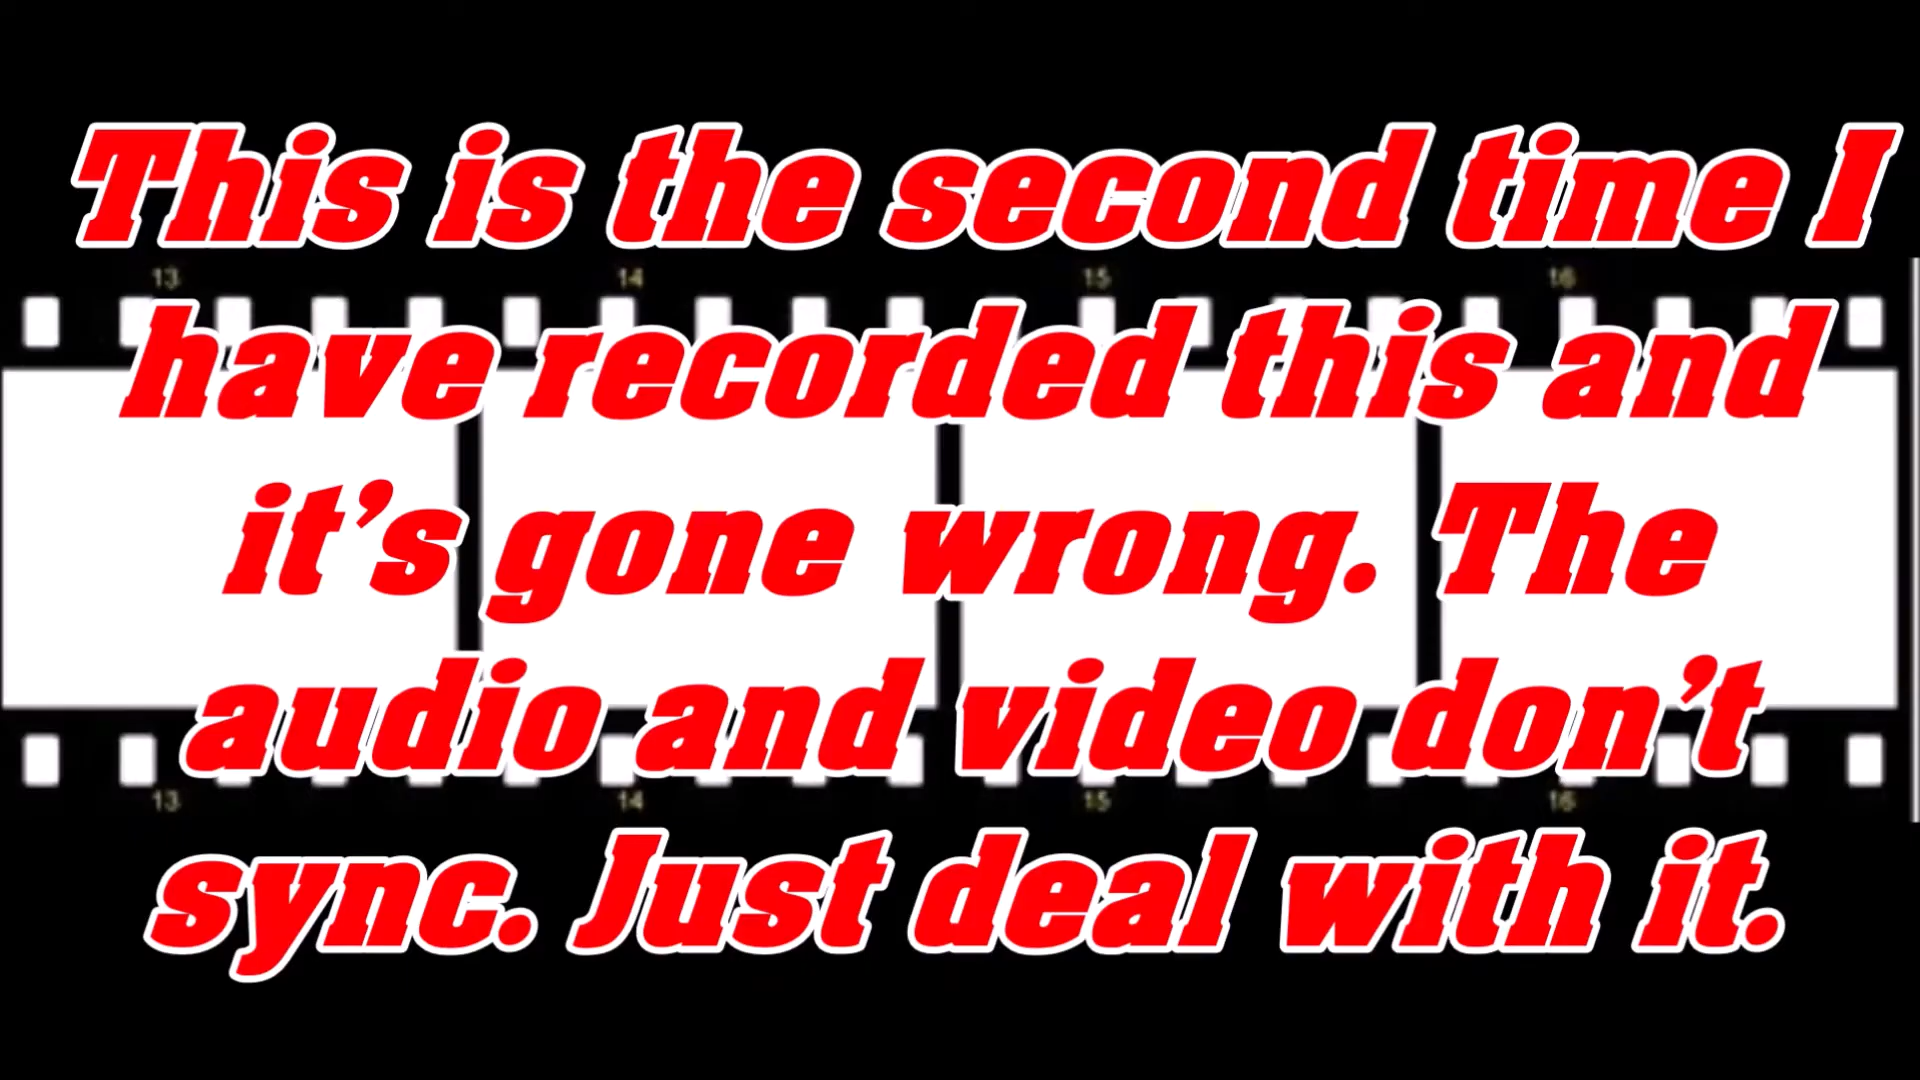 This is the second time I
13 14 15 16
have recorded this and
it’s gone wrong. The
audio and video don’t
13 14 15 16
sync. Just deal with it.